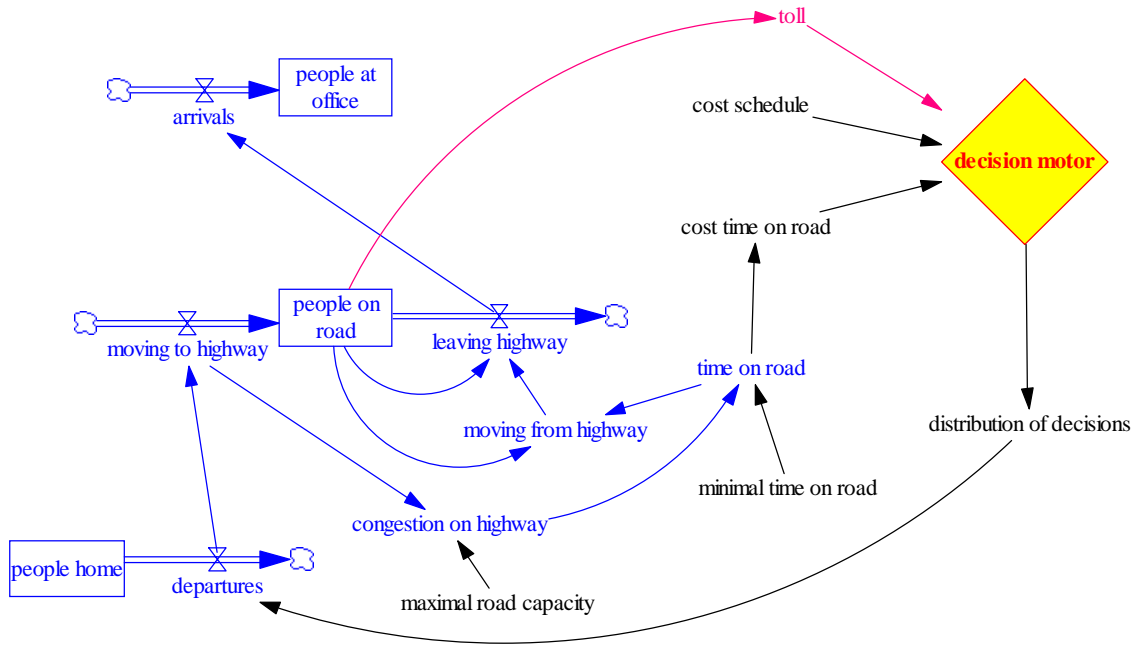 toll
people at
office
arrivals
cost schedule
decision motor
cost time on road
people on
road
moving to highway
leaving highway
time on road
moving from highway
distribution of decisions
minimal time on road
congestion on highway
people home
departures
maximal road capacity